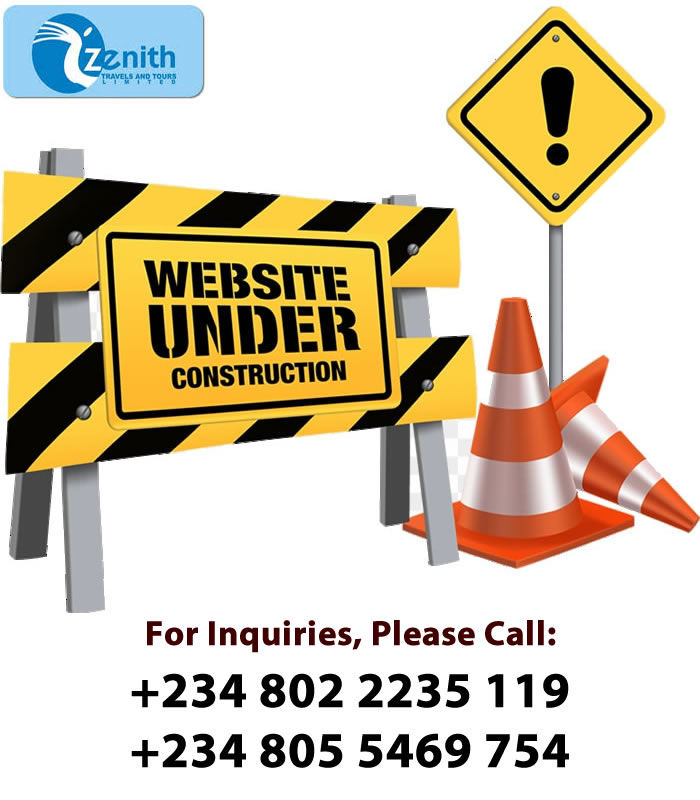 Zenith
TRAVELS AND TOURS
LIMITED
!
WEBSITE
UNDER
CONSTRUCTION
For Inquiries, Please Call:
+234 802 2235 119
+234 805 5469 754